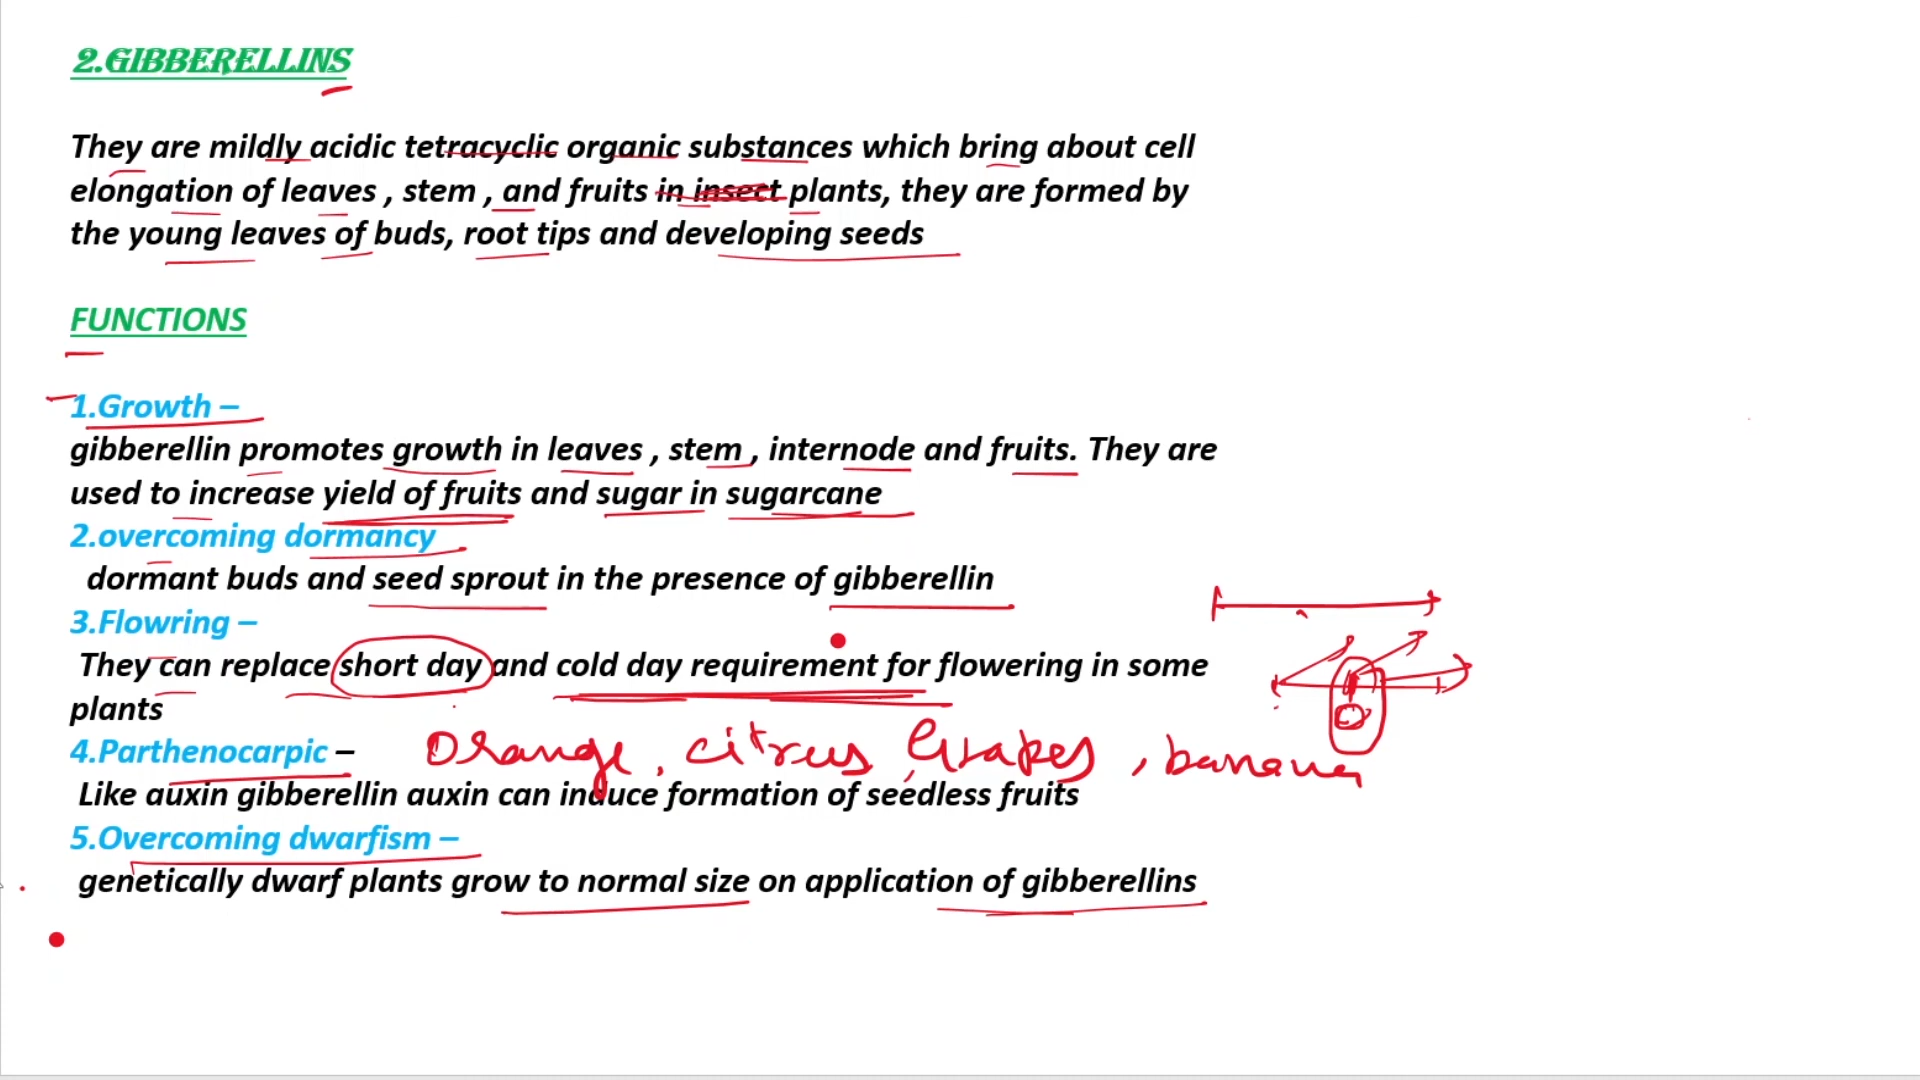 2.GIBBERELLINS
They are mildly acidic tetracyclic organic substances which bring about cell
elongation of leaves , stem , and fruits in insect plants, they are formed by
the young leaves of buds, root tips and developing seeds
FUNCTIONS
1.Growth –
gibberellin promotes growth in leaves , stem , internode and fruits. They are
used to increase yield of fruits and sugar in sugarcane
2.overcoming dormancy
dormant buds and seed sprout in the presence of gibberellin
3.Flowring –
They can replace short day and cold day requirement for flowering in some
plants
4.Parthenocarpic –
Orange, citrus, Grapes, banana
Like auxin gibberellin auxin can induce formation of seedless fruits
5.Overcoming dwarfism –
genetically dwarf plants grow to normal size on application of gibberellins